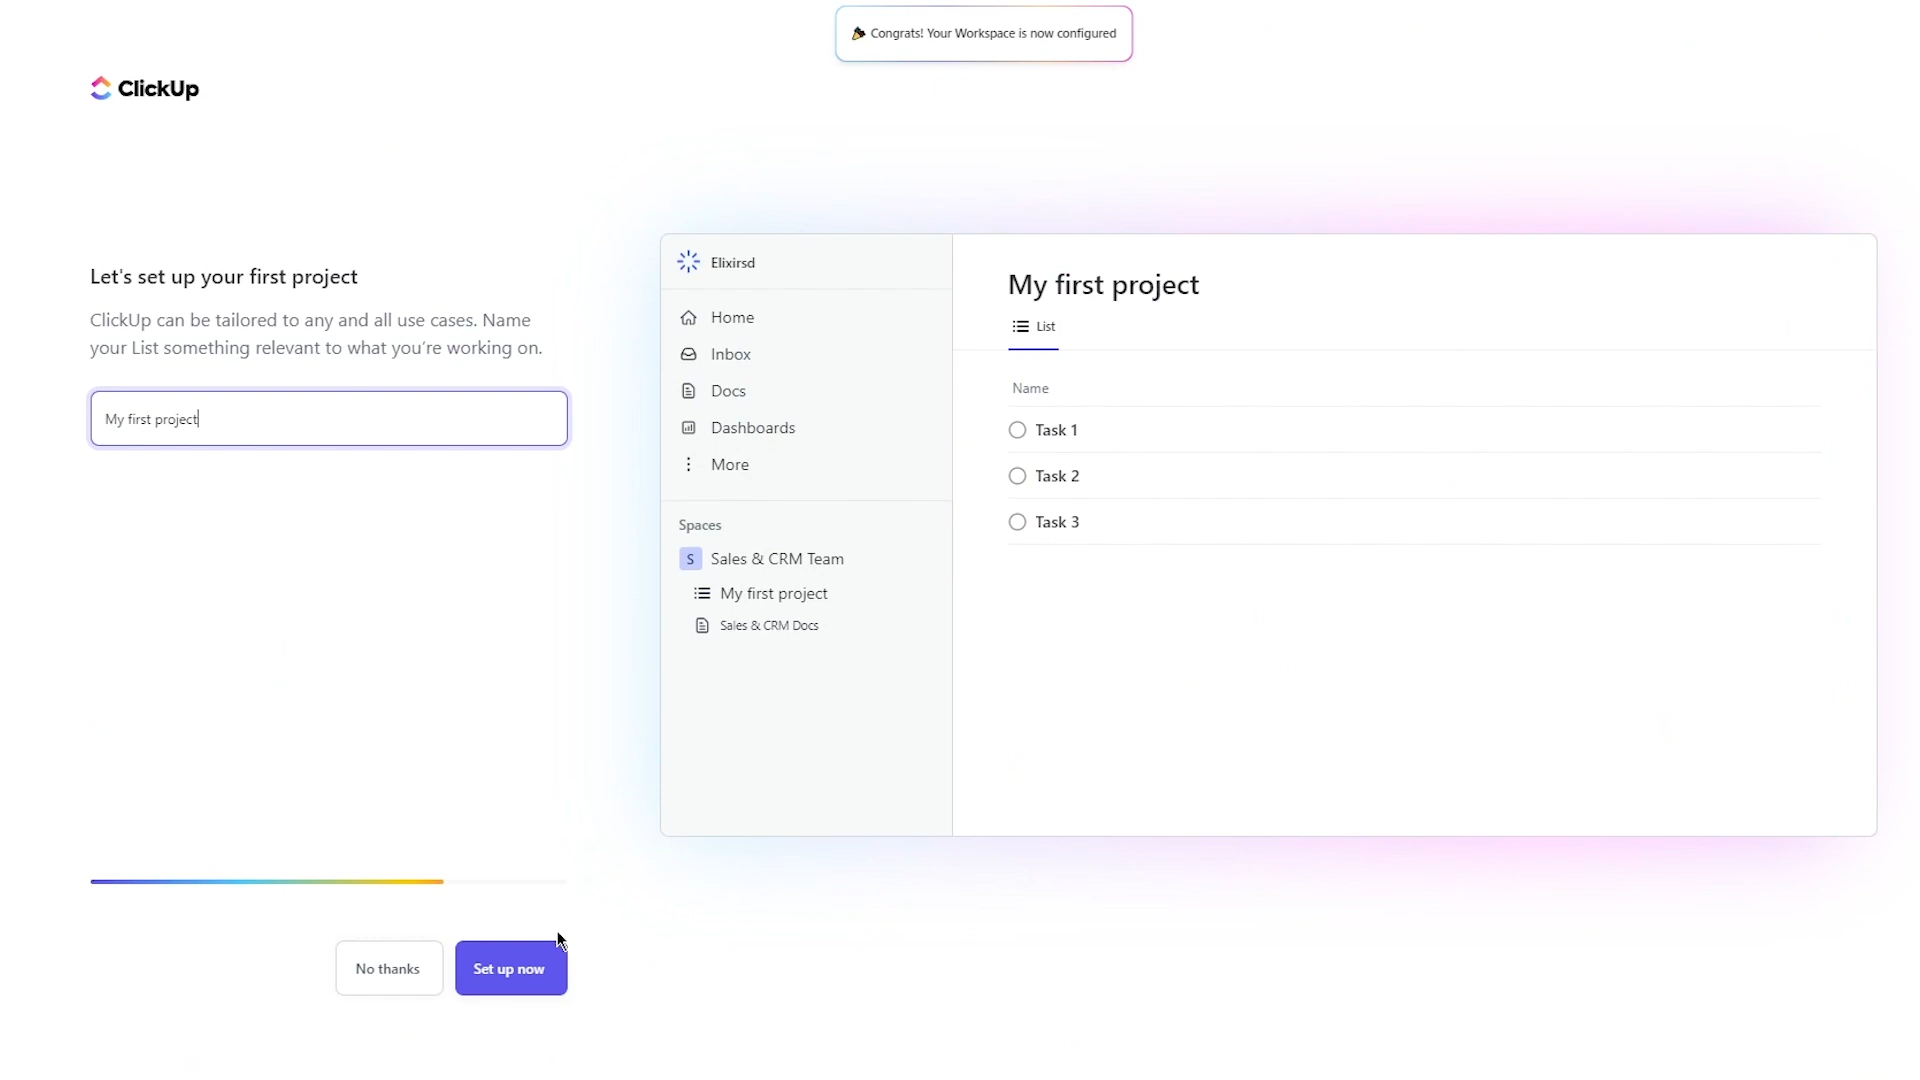 Congrats! Your Workspace is now configured
ClickUp
Let's set up your first project
ClickUp can be tailored to any and all use cases. Name
your List something relevant to what you're working on.
My first project
No thanks
Set up now
Elixirsd
Home
Inbox
Docs
Dashboards
More
Spaces
S Sales & CRM Team
My first project
Sales & CRM Docs
My first project
List
Name
Task 1
Task 2
Task 3